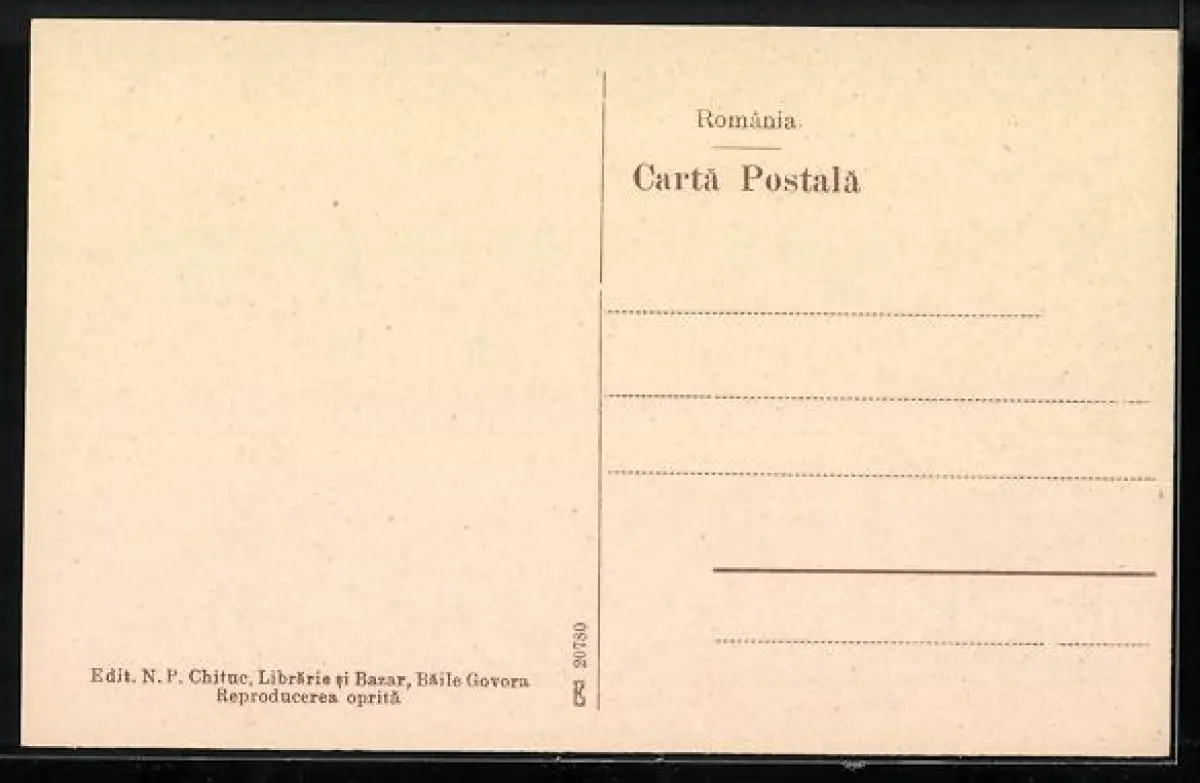 România
Cartă Postală
Edit. N. P. Chituc, Librărie și Bazar, Băile Govora
Reproducerea oprită
20780